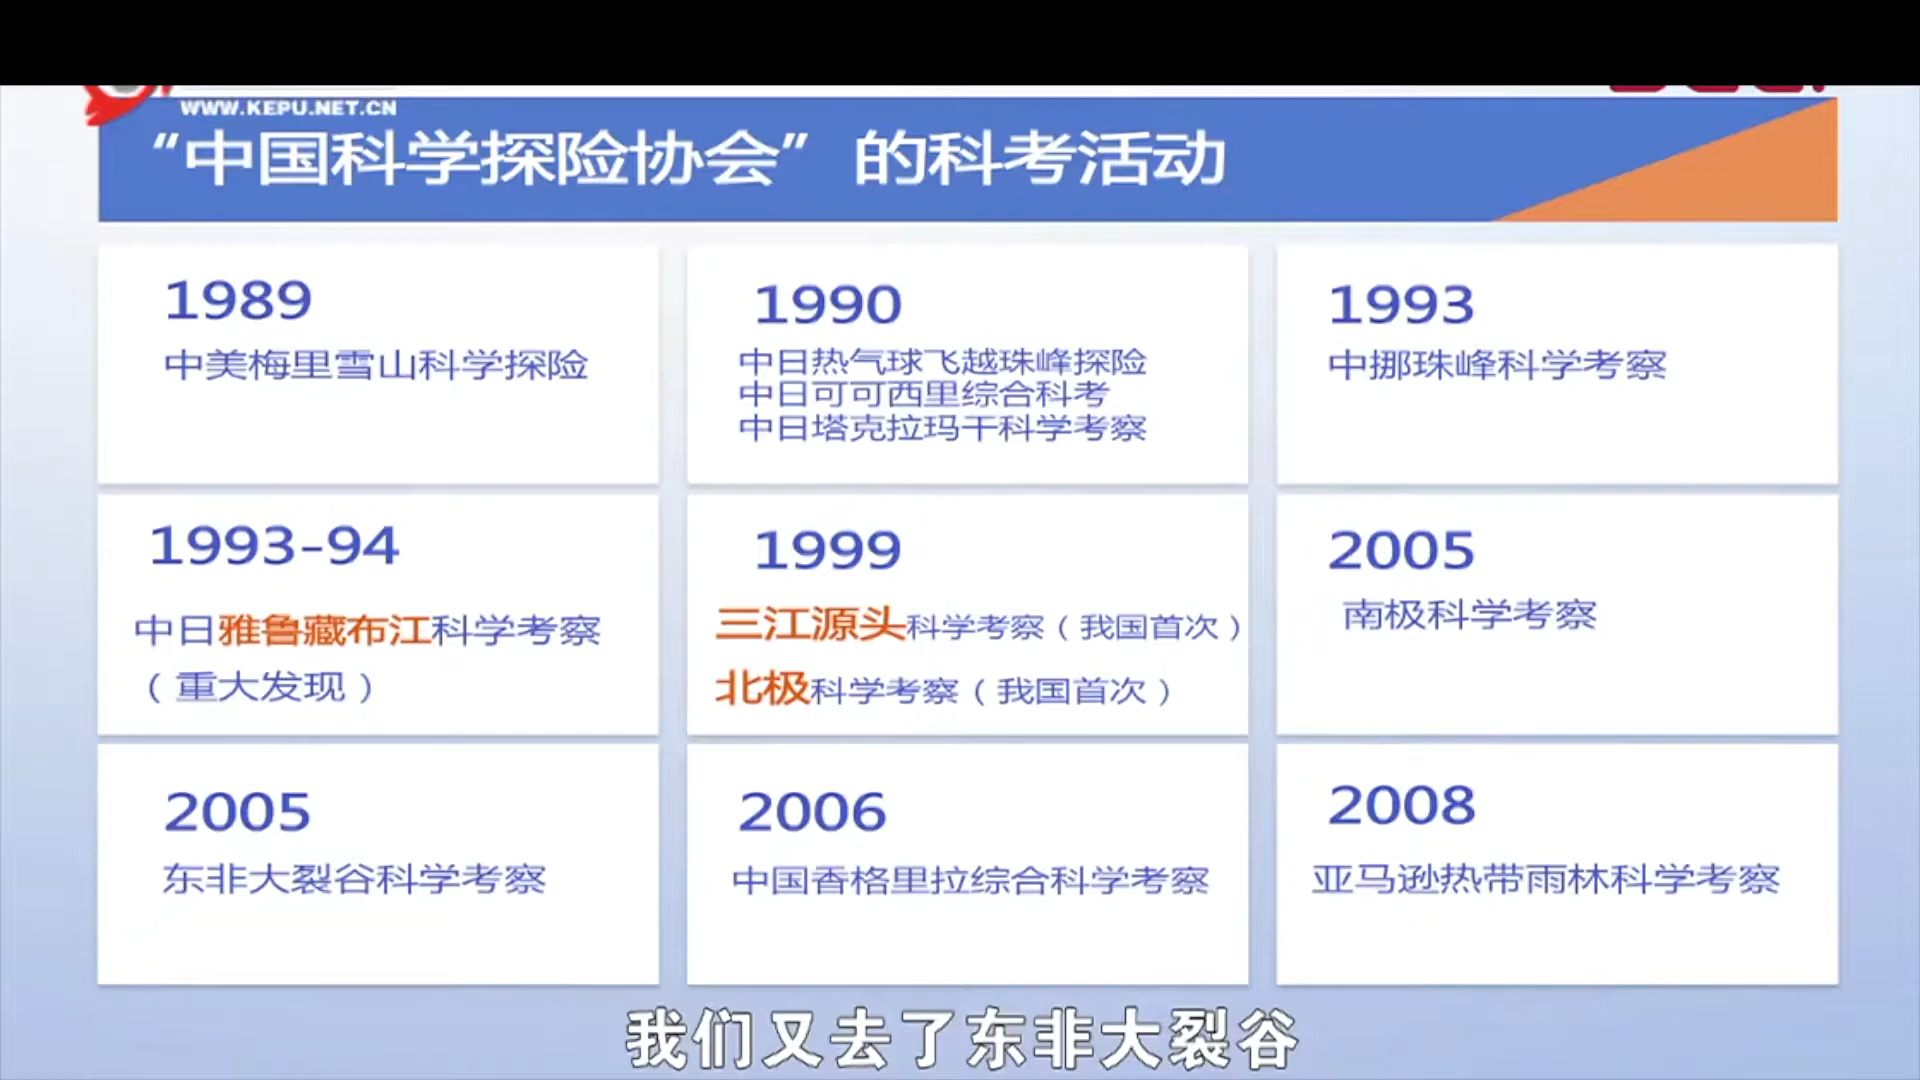 WWW.KEPU.NET.CN
“中国科学探险协会” 的科考活动
1989
中美梅里雪山科学探险
1990
中日热气球飞越珠峰探险
中日可可西里综合科考
中日塔克拉玛干科学考察
1993
中挪珠峰科学考察
1993-94
中日雅鲁藏布江科学考察
（重大发现）
1999
三江源头科学考察（我国首次）
北极科学考察（我国首次）
2005
南极科学考察
2005
东非大裂谷科学考察
2006
中国香格里拉综合科学考察
2008
亚马逊热带雨林科学考察
我们又去了东非大裂谷